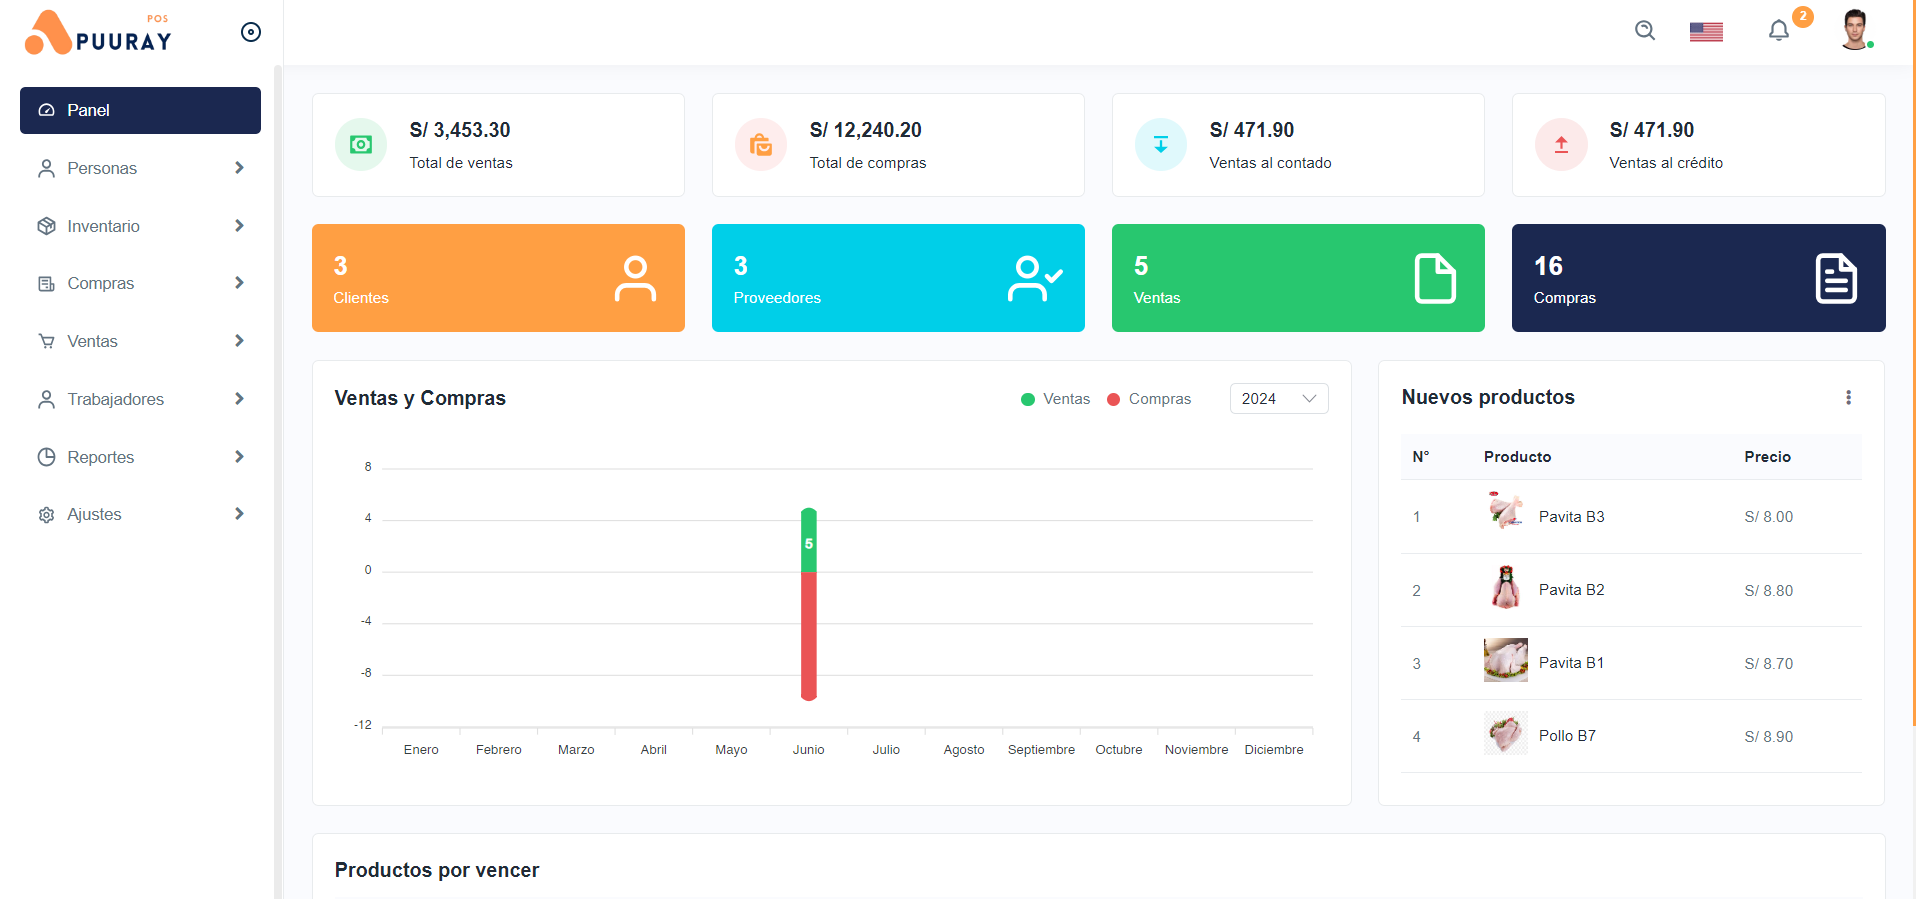 POS
PUURAY
2
Panel
Personas
Inventario
Compras
Ventas
Trabajadores
Reportes
Ajustes
S/ 3,453.30
Total de ventas
S/ 12,240.20
Total de compras
S/ 471.90
Ventas al contado
S/ 471.90
Ventas al crédito
3
Clientes
3
Proveedores
5
Ventas
16
Compras
Ventas y Compras
Ventas
Compras
2024
8
4
0
-4
-8
-12
5
Enero Febrero Marzo Abril Mayo Junio Julio Agosto Septiembre Octubre Noviembre Diciembre
Nuevos productos
N° Producto Precio
1 Pavita B3 S/ 8.00
2 Pavita B2 S/ 8.80
3 Pavita B1 S/ 8.70
4 Pollo B7 S/ 8.90
Productos por vencer